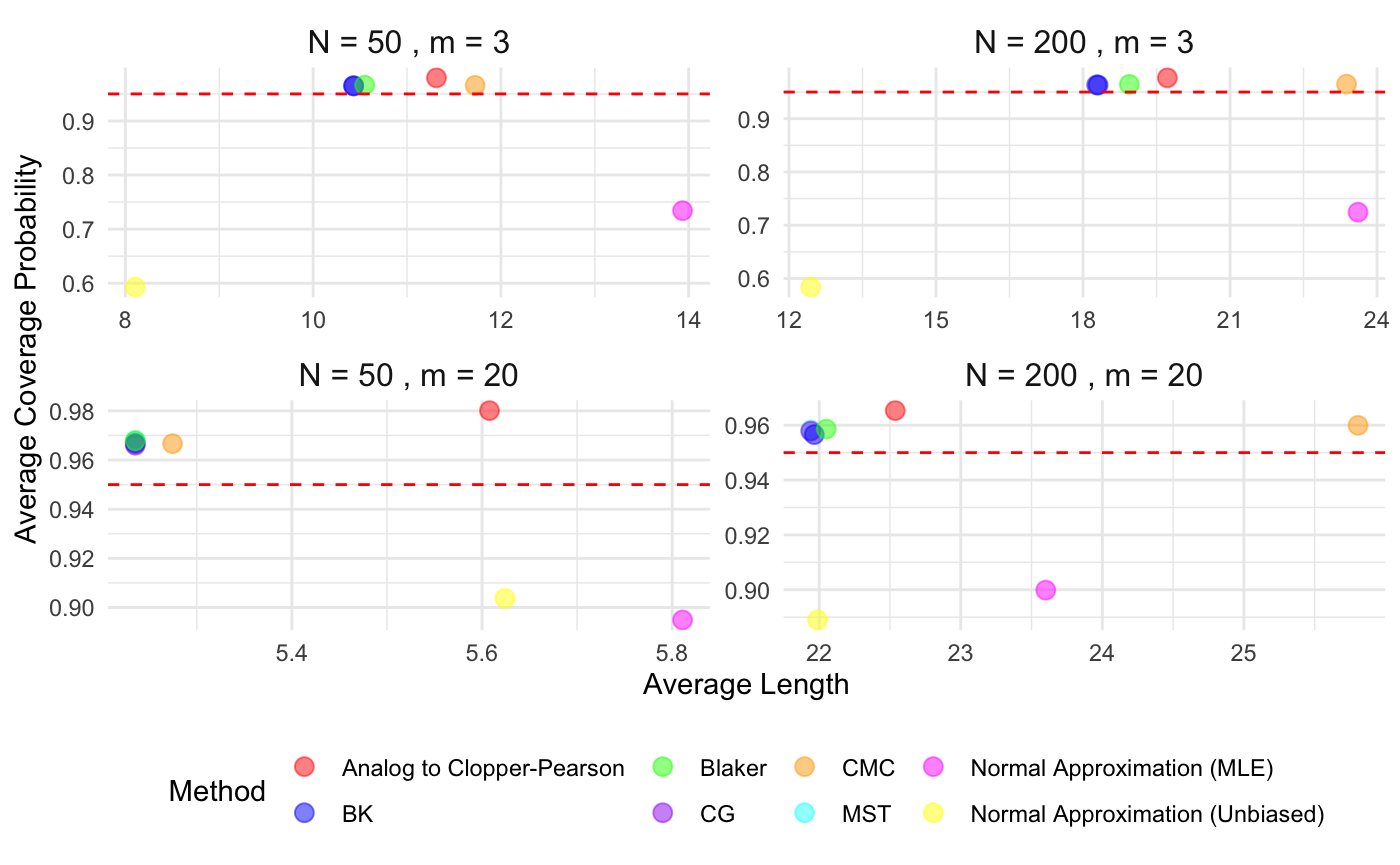 N = 50 , m = 3
N = 200 , m = 3
0.9
0.8
0.7
0.6
8 10 12 14
0.9
0.8
0.7
0.6
12 15 18 21 24
Average Coverage Probability
N = 50 , m = 20
N = 200 , m = 20
0.98
0.96
0.94
0.92
0.90
5.4 5.6 5.8
0.96
0.94
0.92
0.90
22 23 24 25
Average Length
Method
Analog to Clopper-Pearson
Blaker
CMC
Normal Approximation (MLE)
BK
CG
MST
Normal Approximation (Unbiased)